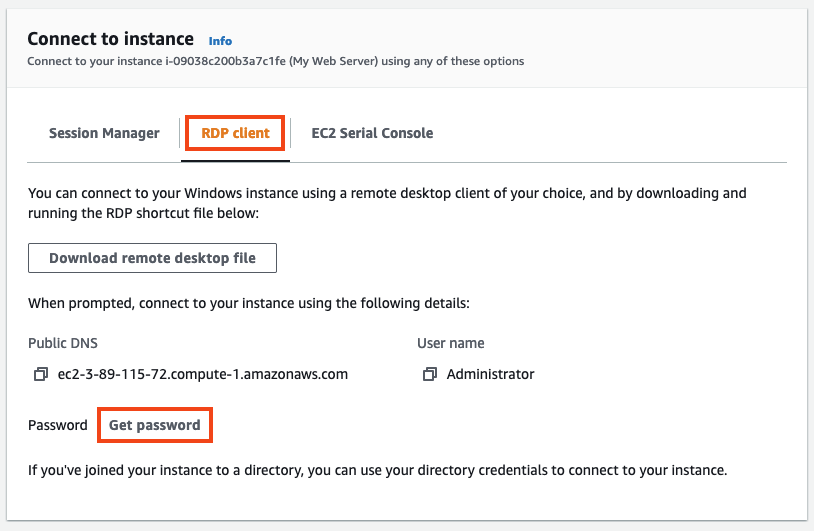 Connect to instance Info
Connect to your instance i-09038c200b3a7c1fe (My Web Server) using any of these options
Session Manager RDP client EC2 Serial Console
You can connect to your Windows instance using a remote desktop client of your choice, and by downloading and
running the RDP shortcut file below:
Download remote desktop file
When prompted, connect to your instance using the following details:
Public DNS User name
ec2-3-89-115-72.compute-1.amazonaws.com Administrator
Password Get password
If you've joined your instance to a directory, you can use your directory credentials to connect to your instance.